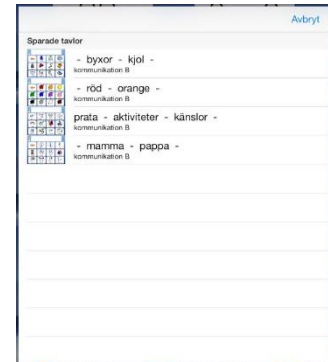 Avbryt
Sparade tavlor
- byxor - kjol -
kommunikation B
- röd - orange -
kommunikation B
prata - aktiviteter - känslor -
kommunikation B
- mamma - pappa -
kommunikation B